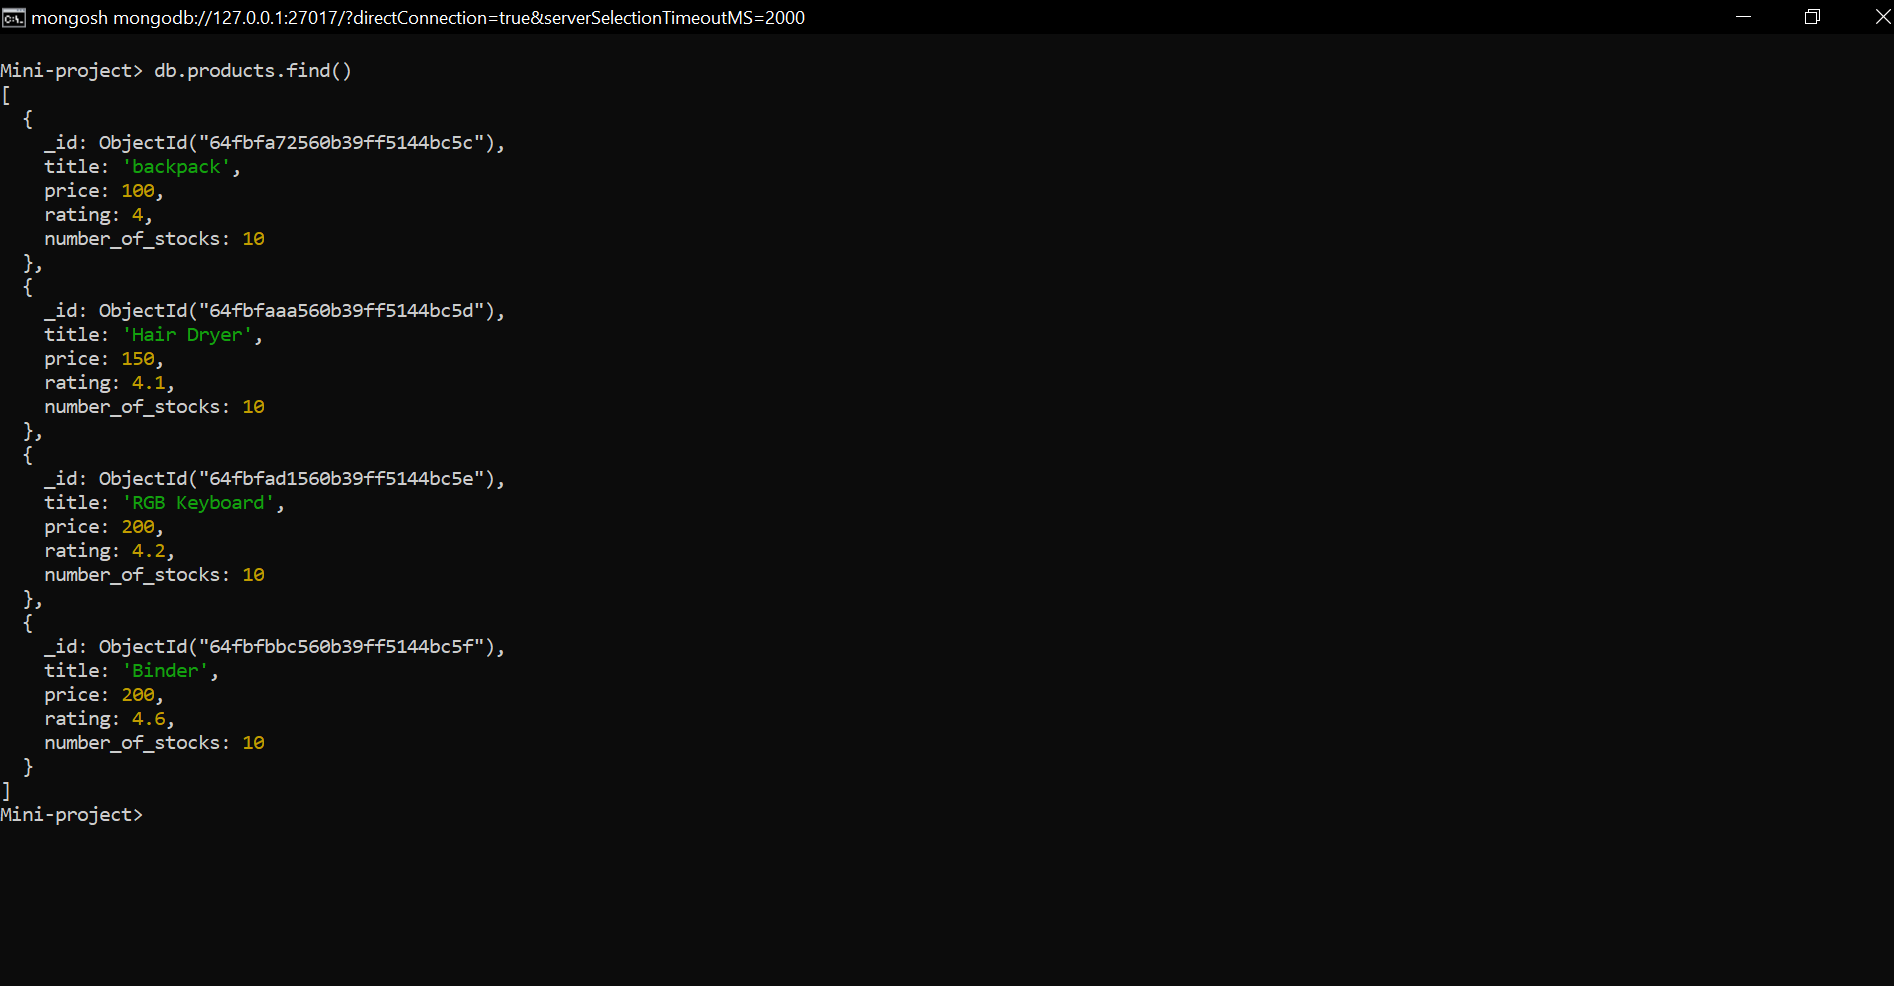 mongosh mongodb://127.0.0.1:27017/?directConnection=true&serverSelectionTimeoutMS=2000
Mini-project> db.products.find()
[
  {
    _id: ObjectId("64fbfa72560b39ff5144bc5c"),
    title: 'backpack',
    price: 100,
    rating: 4,
    number_of_stocks: 10
  },
  {
    _id: ObjectId("64fbfaaa560b39ff5144bc5d"),
    title: 'Hair Dryer',
    price: 150,
    rating: 4.1,
    number_of_stocks: 10
  },
  {
    _id: ObjectId("64fbfad1560b39ff5144bc5e"),
    title: 'RGB Keyboard',
    price: 200,
    rating: 4.2,
    number_of_stocks: 10
  },
  {
    _id: ObjectId("64fbfbbc560b39ff5144bc5f"),
    title: 'Binder',
    price: 200,
    rating: 4.6,
    number_of_stocks: 10
  }
]
Mini-project>